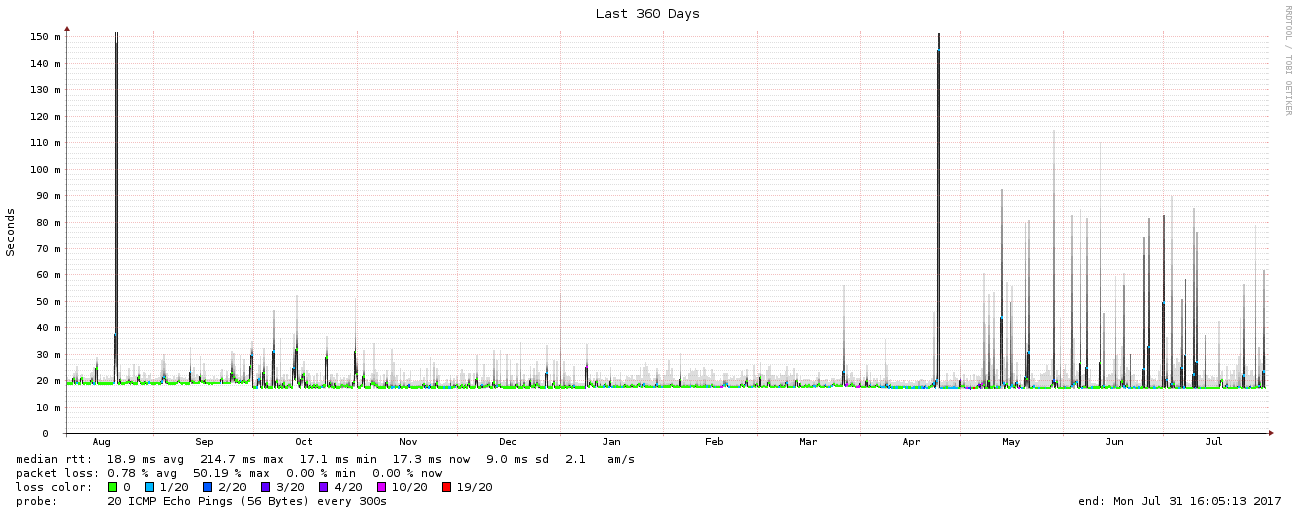 Last 360 Days
RRDTOOL / TOBI OETIKER
Seconds
150 m
140 m
130 m
120 m
110 m
100 m
90 m
80 m
70 m
60 m
50 m
40 m
30 m
20 m
10 m
0
Aug Sep Oct Nov Dec Jan Feb Mar Apr May Jun Jul
median rtt: 18.9 ms avg 214.7 ms max 17.1 ms min 17.3 ms now 9.0 ms sd 2.1 am/s
packet loss: 0.78 % avg 50.19 % max 0.00 % min 0.00 % now
loss color: 0 1/20 2/20 3/20 4/20 10/20 19/20
probe: 20 ICMP Echo Pings (56 Bytes) every 300s end: Mon Jul 31 16:05:13 2017